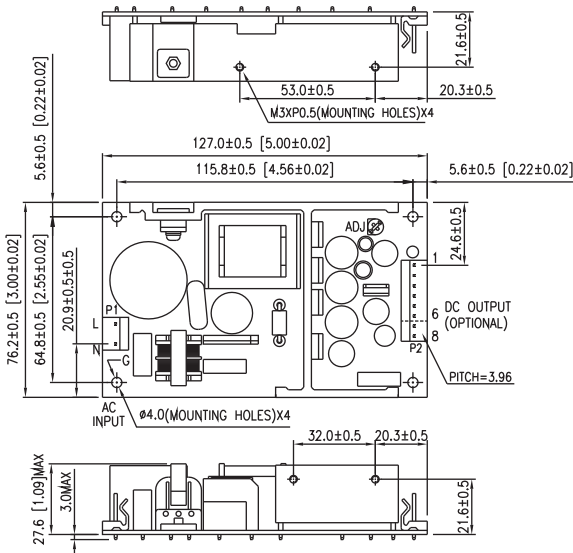 21.6±0.5
53.0±0.5
20.3±0.5
M3XP0.5(MOUNTING HOLES)X4
5.6±0.5 [0.22±0.02]
127.0±0.5 [5.00±0.02]
115.8±0.5 [4.56±0.02]
5.6±0.5 [0.22±0.02]
76.2±0.5 [3.00±0.02]
64.8±0.5 [2.55±0.02]
20.9±0.5±0.5
24.6±0.5
ADJ
1
P1
L
N
G
6
DC OUTPUT
(OPTIONAL)
8
P2
PITCH=3.96
AC
INPUT
ø4.0(MOUNTING HOLES)X4
32.0±0.5
20.3±0.5
27.6 [1.09]MAX
3.0MAX
21.6±0.5